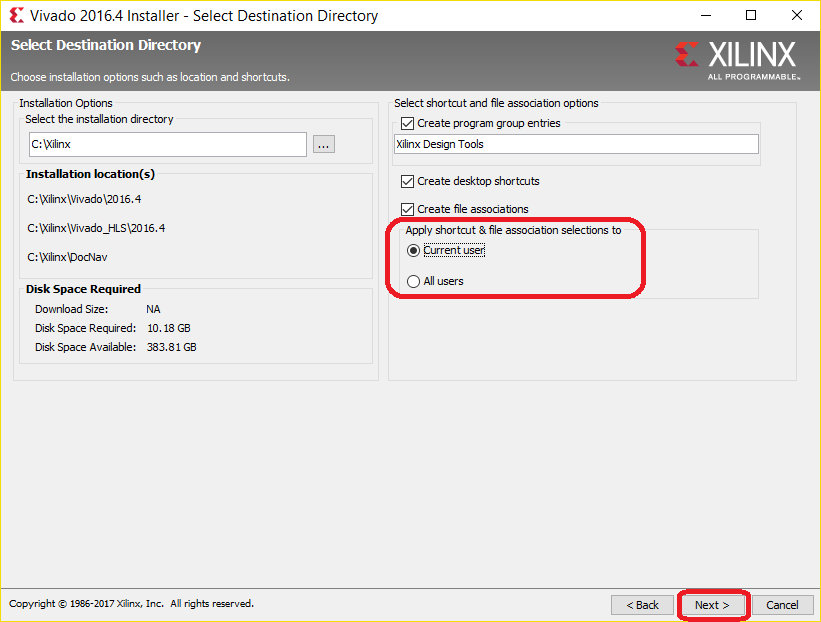 Vivado 2016.4 Installer - Select Destination Directory
Select Destination Directory
Choose installation options such as location and shortcuts.
XILINX
ALL PROGRAMMABLE™
Installation Options
Select the installation directory
C:\Xilinx
...
Installation location(s)
C:\Xilinx\Vivado\2016.4
C:\Xilinx\Vivado_HLS\2016.4
C:\Xilinx\DocNav
Disk Space Required
Download Size: NA
Disk Space Required: 10.18 GB
Disk Space Available: 383.81 GB
Select shortcut and file association options
Create program group entries
Xilinx Design Tools
Create desktop shortcuts
Create file associations
Apply shortcut & file association selections to
Current user
All users
Copyright © 1986-2017 Xilinx, Inc. All rights reserved.
< Back Next > Cancel